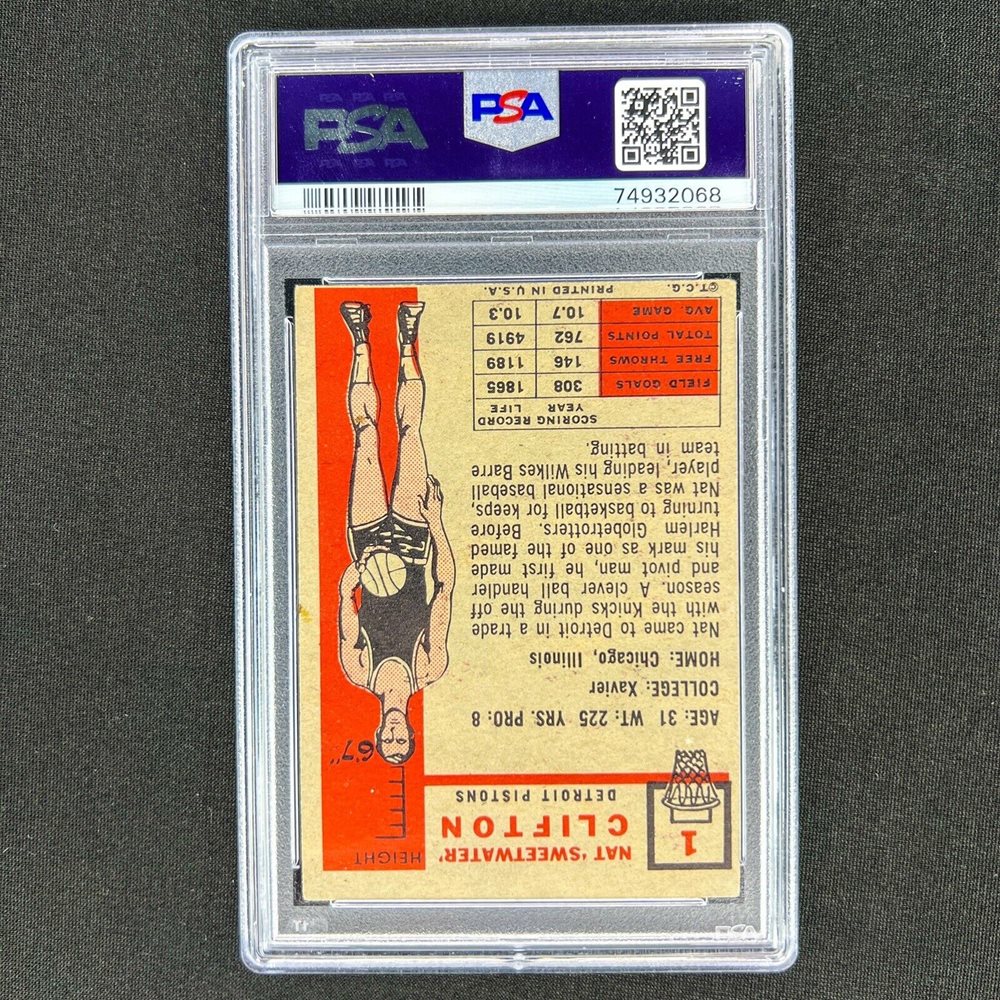 PSA
PSA
74932068
1
NAT 'SWEETWATER'
CLIFTON
DETROIT PISTONS
HEIGHT
6'7"
AGE: 31 WT: 225 YRS. PRO: 8
COLLEGE: Xavier
HOME: Chicago, Illinois
Nat came to Detroit in a trade
with the Knicks during the off
season. A clever ball handler
and pivot man, he first made
his mark as one of the famed
Harlem Globetrotters. Before
turning to basketball for keeps,
Nat was a sensational baseball
player, leading his Wilkes Barre
team in batting.
SCORING RECORD YEAR LIFE
FIELD GOALS 308 1865
FREE THROWS 146 1189
TOTAL POINTS 762 4919
AVG. GAME 10.7 10.3
©T.C.G. PRINTED IN U.S.A.
PSA